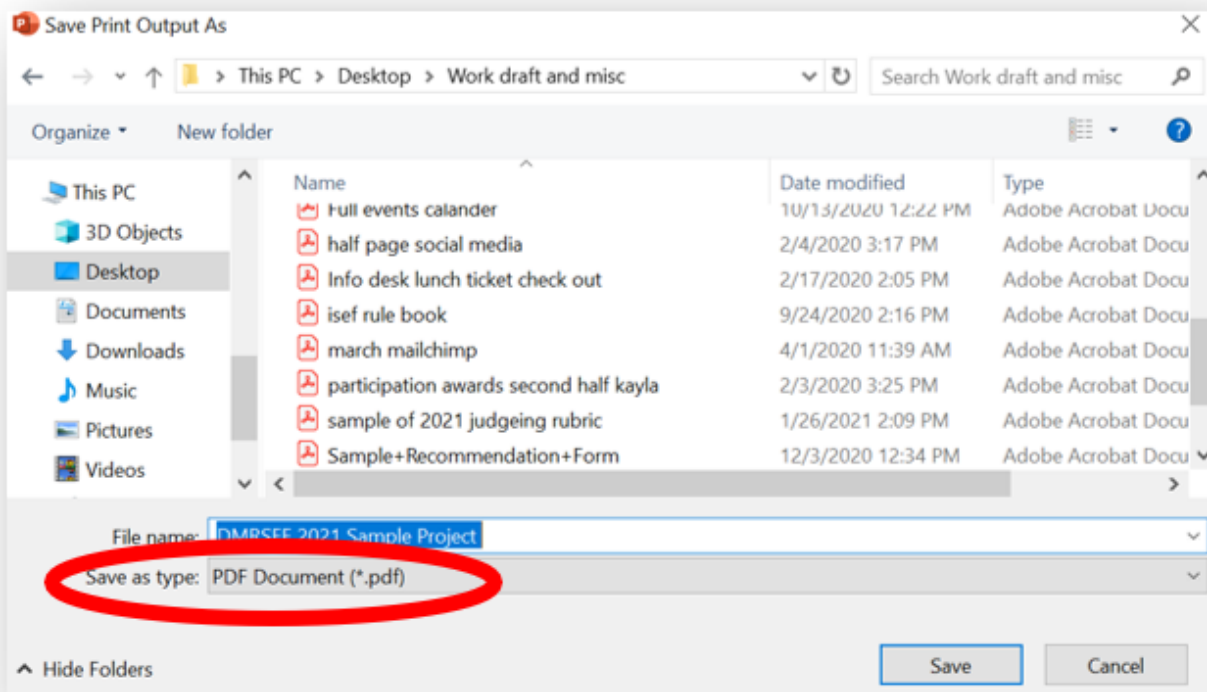 Save Print Output As
This PC > Desktop > Work draft and misc
Search Work draft and misc
Organize
New folder
This PC
3D Objects
Desktop
Documents
Downloads
Music
Pictures
Videos
Name Date modified Type
Full events calander 10/13/2020 12:22 PM Adobe Acrobat Docu
half page social media 2/4/2020 3:17 PM Adobe Acrobat Docu
Info desk lunch ticket check out 2/17/2020 2:05 PM Adobe Acrobat Docu
isef rule book 9/24/2020 2:16 PM Adobe Acrobat Docu
march mailchimp 4/1/2020 11:39 AM Adobe Acrobat Docu
participation awards second half kayla 2/3/2020 3:25 PM Adobe Acrobat Docu
sample of 2021 judgeing rubric 1/26/2021 2:09 PM Adobe Acrobat Docu
Sample+Recommendation+Form 12/3/2020 12:34 PM Adobe Acrobat Docu
File name: DMRSEF 2021 Sample Project
Save as type: PDF Document (*.pdf)
Hide Folders
Save
Cancel